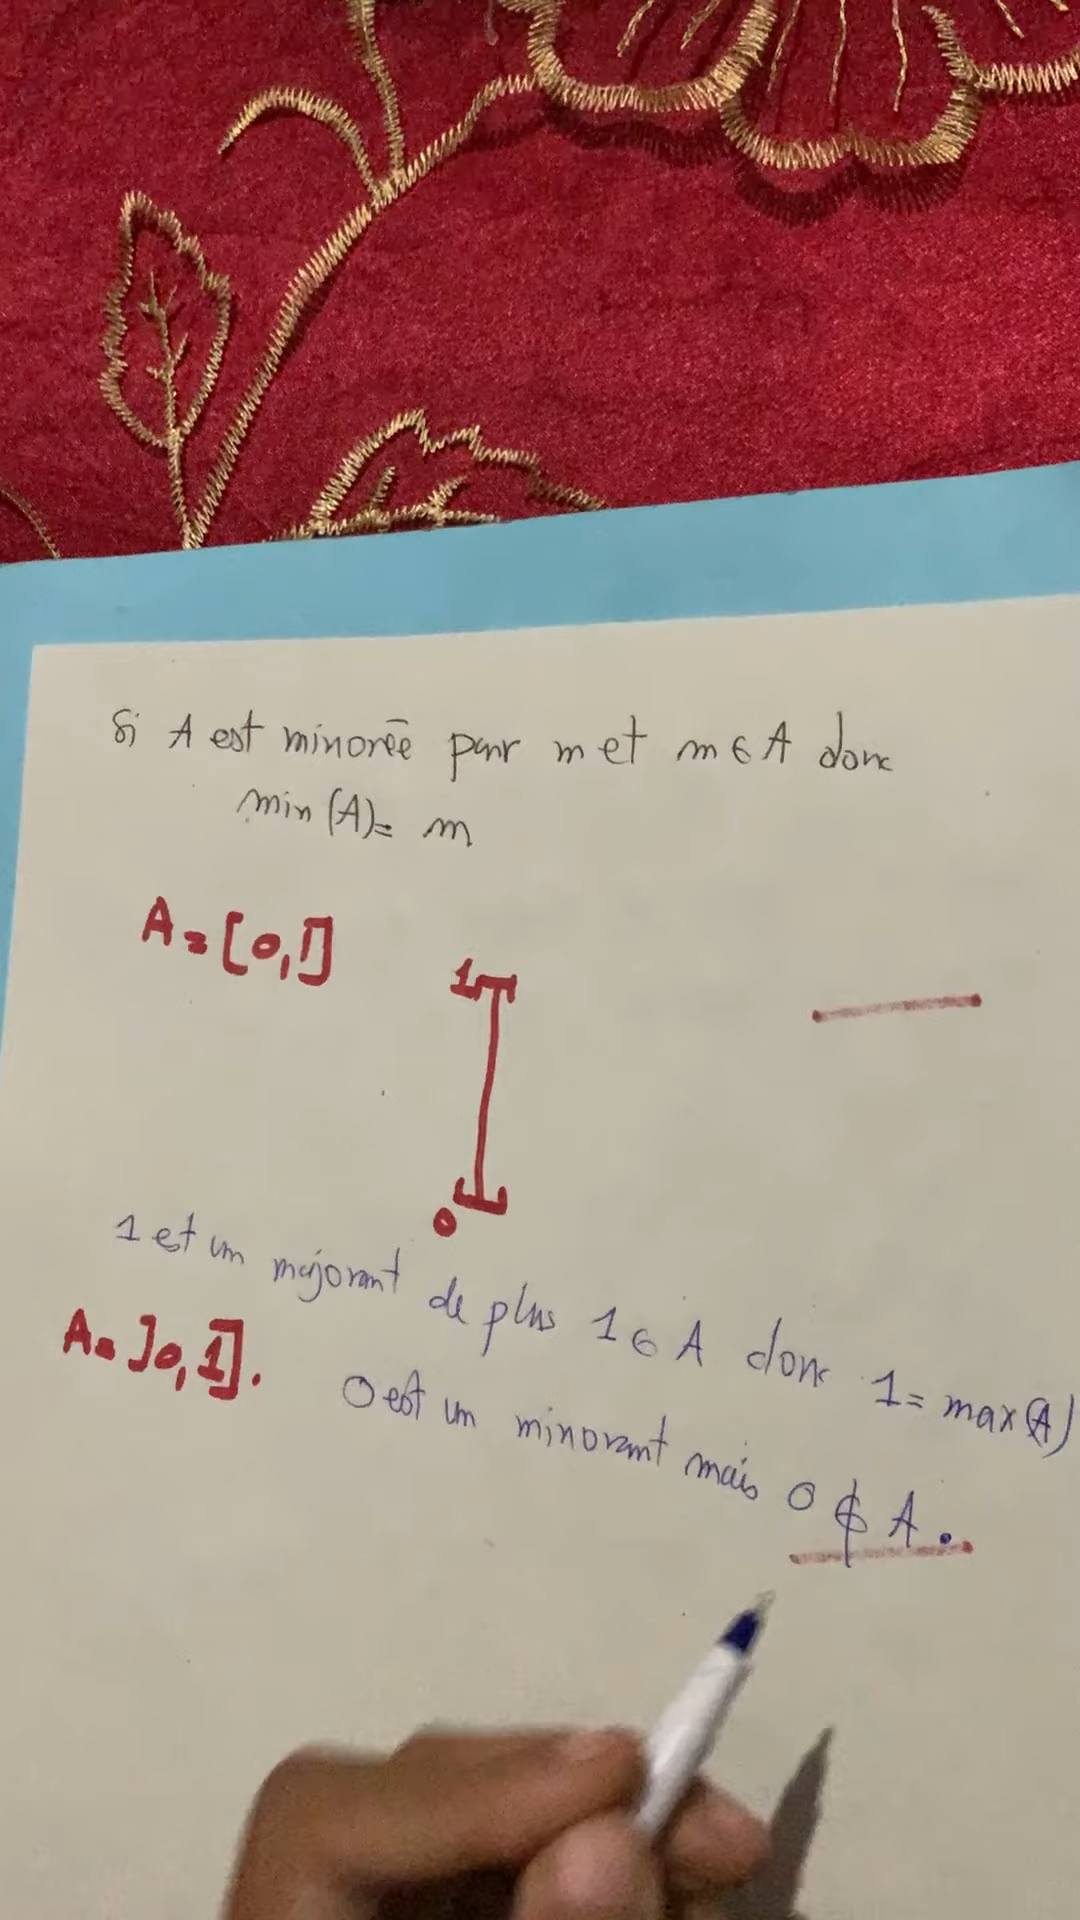 Si A est minorée par m et m ∈ A donc
min (A) = m
A = [0,1]
1
0
1 est un majorant de plus 1 ∈ A donc 1 = max(A)
A = ]0,1].
0 est un minorant mais 0 ∉ A.